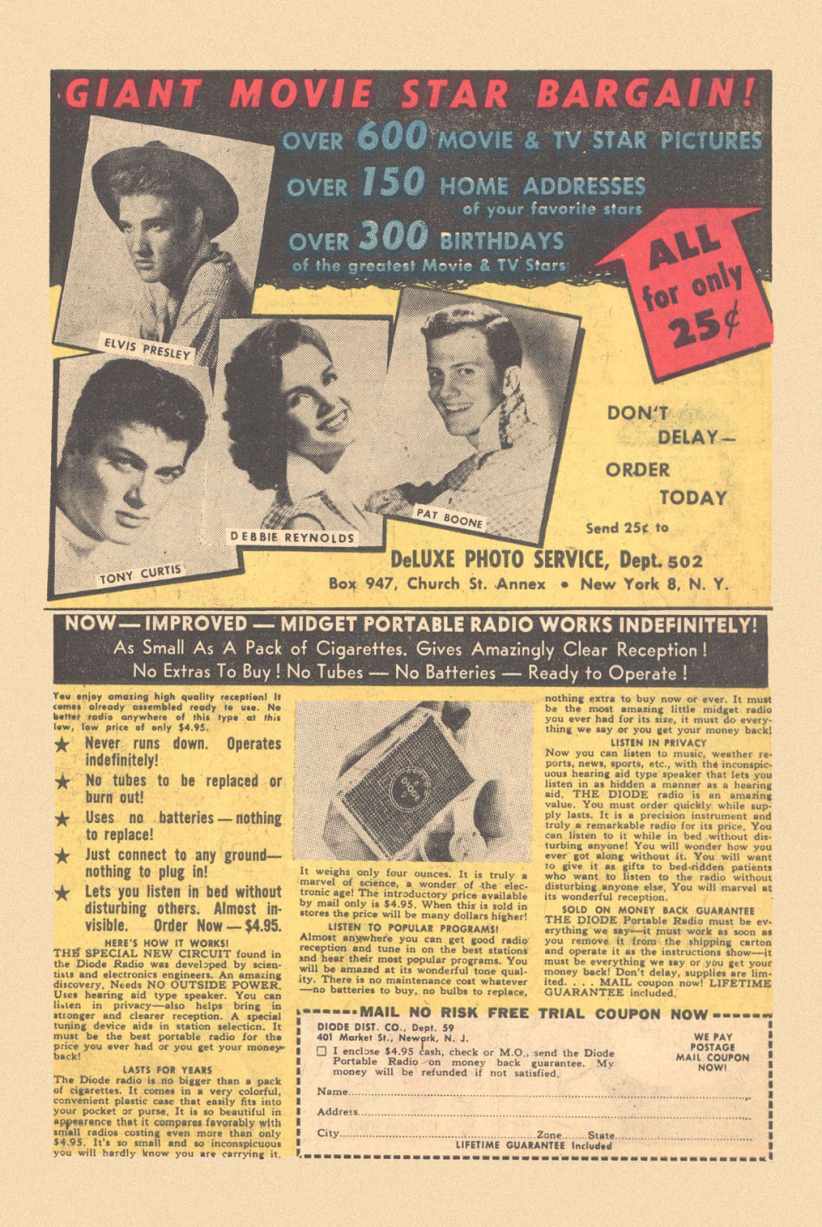 GIANT MOVIE STAR BARGAIN!
OVER 600 MOVIE & TV STAR PICTURES
OVER 150 HOME ADDRESSES
of your favorite stars
OVER 300 BIRTHDAYS
of the greatest Movie & TV Stars
ALL
for only
25¢
ELVIS PRESLEY
TONY CURTIS
DEBBIE REYNOLDS
PAT BOONE
DON'T
DELAY—
ORDER
TODAY
Send 25¢ to
DeLUXE PHOTO SERVICE, Dept. 502
Box 947, Church St. Annex • New York 8, N. Y.
NOW — IMPROVED — MIDGET PORTABLE RADIO WORKS INDEFINITELY!
As Small As A Pack of Cigarettes. Gives Amazingly Clear Reception!
No Extras To Buy! No Tubes — No Batteries — Ready to Operate!
You enjoy amazing high quality reception! It
comes already assembled ready to use. No
better radio anywhere of this type at this
low, low price of only $4.95.
★ Never runs down. Operates
indefinitely!
★ No tubes to be replaced or
burn out!
★ Uses no batteries — nothing
to replace!
★ Just connect to any ground—
nothing to plug in!
★ Lets you listen in bed without
disturbing others. Almost in-
visible. Order Now — $4.95.
HERE'S HOW IT WORKS!
THE SPECIAL NEW CIRCUIT found in
the Diode Radio was developed by scien-
tists and electronics engineers. An amazing
discovery, Needs NO OUTSIDE POWER.
Uses hearing aid type speaker. You can
listen in privacy—also helps bring in
stronger and clearer reception. A special
tuning device aids in station selection. It
must be the best portable radio for the
price you ever had or you get your money-
back!
LASTS FOR YEARS
The Diode radio is no bigger than a pack
of cigarettes. It comes in a very colorful,
convenient plastic case that easily fits into
your pocket or purse. It is so beautiful in
appearance that it compares favorably with
small radios costing even more than only
$4.95. It's so small and so inconspicuous
you will hardly know you are carrying it.
It weighs only four ounces. It is truly a
marvel of science, a wonder of the elec-
tronic age! The introductory price available
by mail only is $4.95. When this is sold in
stores the price will be many dollars higher!
LISTEN TO POPULAR PROGRAMS!
Almost anywhere you can get good radio
reception and tune in on the best stations
and hear their most popular programs. You
will be amazed at its wonderful tone qual-
ity. There is no maintenance cost whatever
—no batteries to buy, no bulbs to replace,
nothing extra to buy now or ever. It must
be the most amazing little midget radio
you ever had for its size, it must do every-
thing we say or you get your money back!
LISTEN IN PRIVACY
Now you can listen to music, weather re-
ports, news, sports, etc., with the inconspic-
uous hearing aid type speaker that lets you
listen in as hidden a manner as a hearing
aid. THE DIODE radio is an amazing
value. You must order quickly while sup-
ply lasts. It is a precision instrument and
truly a remarkable radio for its price. You
can listen to it while in bed without dis-
turbing anyone! You will wonder how you
ever got along without it. You will want
to give it as gifts to bed-ridden patients
who want to listen to the radio without
disturbing anyone else. You will marvel at
its wonderful reception.
SOLD ON MONEY BACK GUARANTEE
THE DIODE Portable Radio must be ev-
erything we say—it must work as soon as
you remove it from the shipping carton
and operate it as the instructions show—it
must be everything we say or you get your
money back! Don't delay, supplies are lim-
ited. . . . MAIL coupon now! LIFETIME
GUARANTEE included.
MAIL NO RISK FREE TRIAL COUPON NOW
DIODE DIST. CO., Dept. 59
401 Market St., Newark, N. J.
I enclose $4.95 cash, check or M.O., send the Diode
Portable Radio on money back guarantee. My
money will be refunded if not satisfied.
WE PAY
POSTAGE
MAIL COUPON
NOW!
Name
Address
City Zone State
LIFETIME GUARANTEE Included